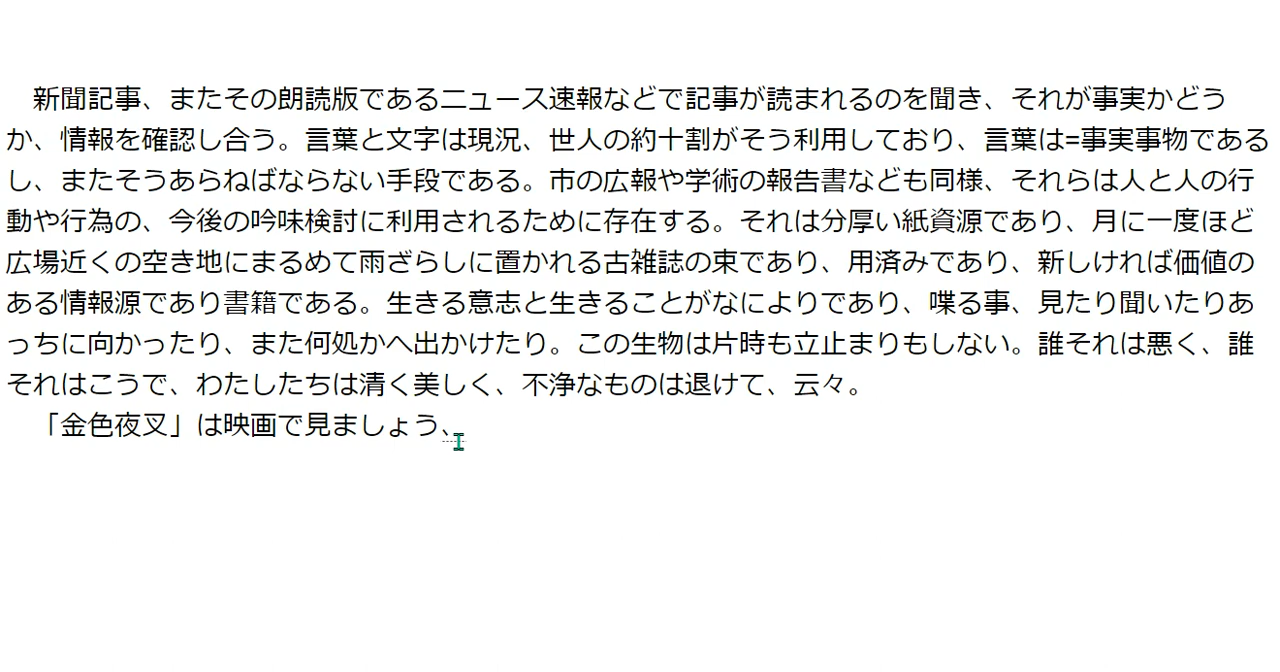 新聞記事、またその朗読版であるニュース速報などで記事が読まれるのを聞き、それが事実かどう
か、情報を確認し合う。言葉と文字は現況、世人の約十割がそう利用しており、言葉は=事実事物である
し、またそうあらねばならない手段である。市の広報や学術の報告書なども同様、それらは人と人の行
動や行為の、今後の吟味検討に利用されるために存在する。それは分厚い紙資源であり、月に一度ほど
広場近くの空き地にまるめて雨ざらしに置かれる古雑誌の束であり、用済みであり、新しければ価値の
ある情報源であり書籍である。生きる意志と生きることがなによりであり、喋る事、見たり聞いたりあ
っちに向かったり、また何処かへ出かけたり。この生物は片時も立止まりもしない。誰それは悪く、誰
それはこうで、わたしたちは清く美しく、不浄なものは退けて、云々。
　「金色夜叉」は映画で見ましょう、